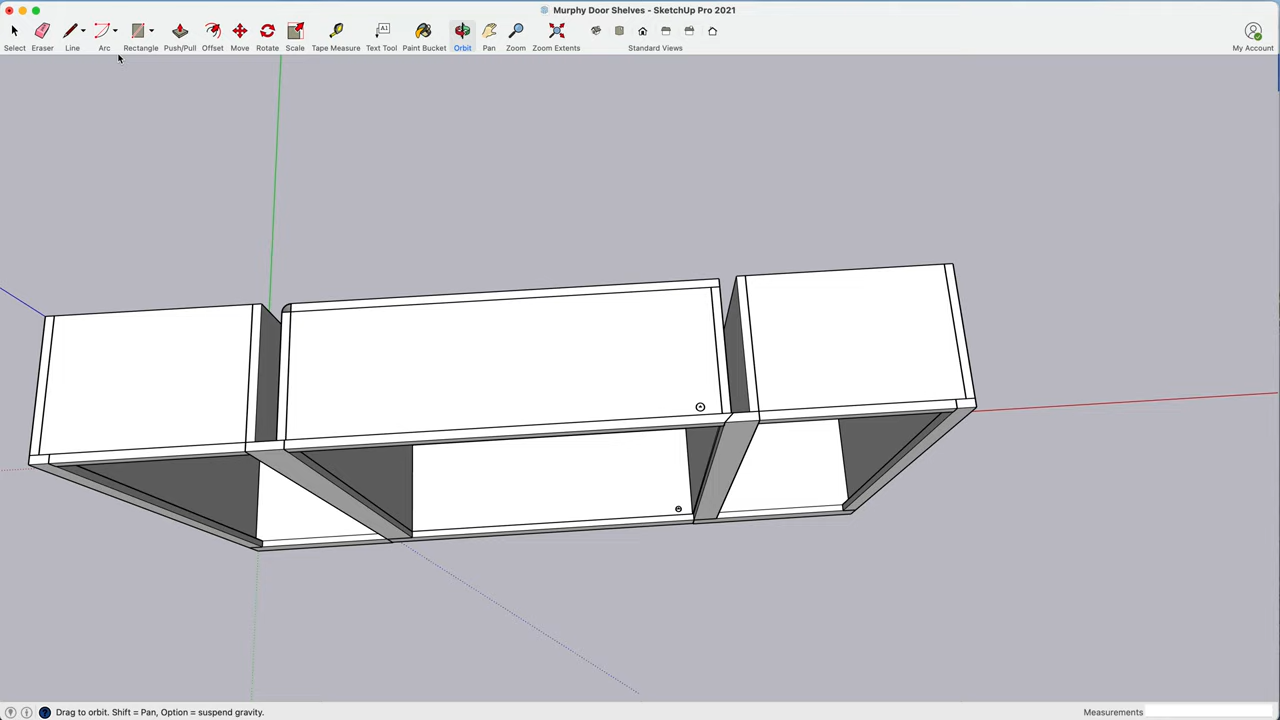 Murphy Door Shelves - SketchUp Pro 2021
Select Eraser Line Arc Rectangle Push/Pull Offset Move Rotate Scale Tape Measure Text Tool Paint Bucket Orbit Pan Zoom Zoom Extents Standard Views My Account
Drag to orbit. Shift = Pan, Option = suspend gravity. Measurements